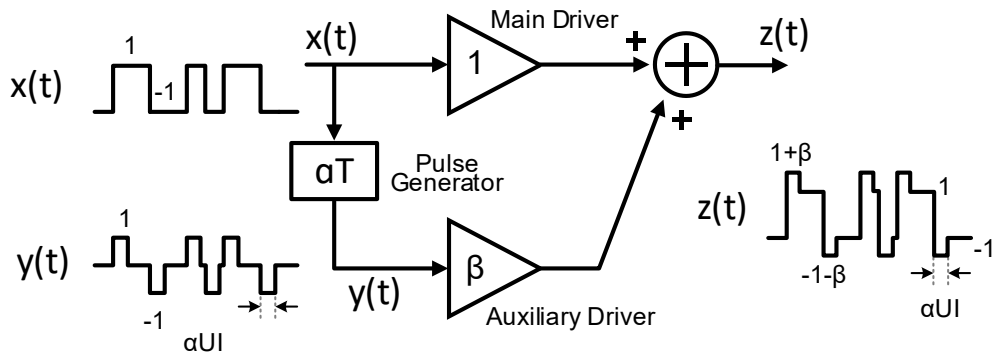 Main Driver
x(t)
z(t)
1
x(t)
-1
1
+
+
αT
Pulse
Generator
1+β
z(t)
1
-1
-1-β
αUI
1
y(t)
-1
αUI
y(t)
β
Auxiliary Driver